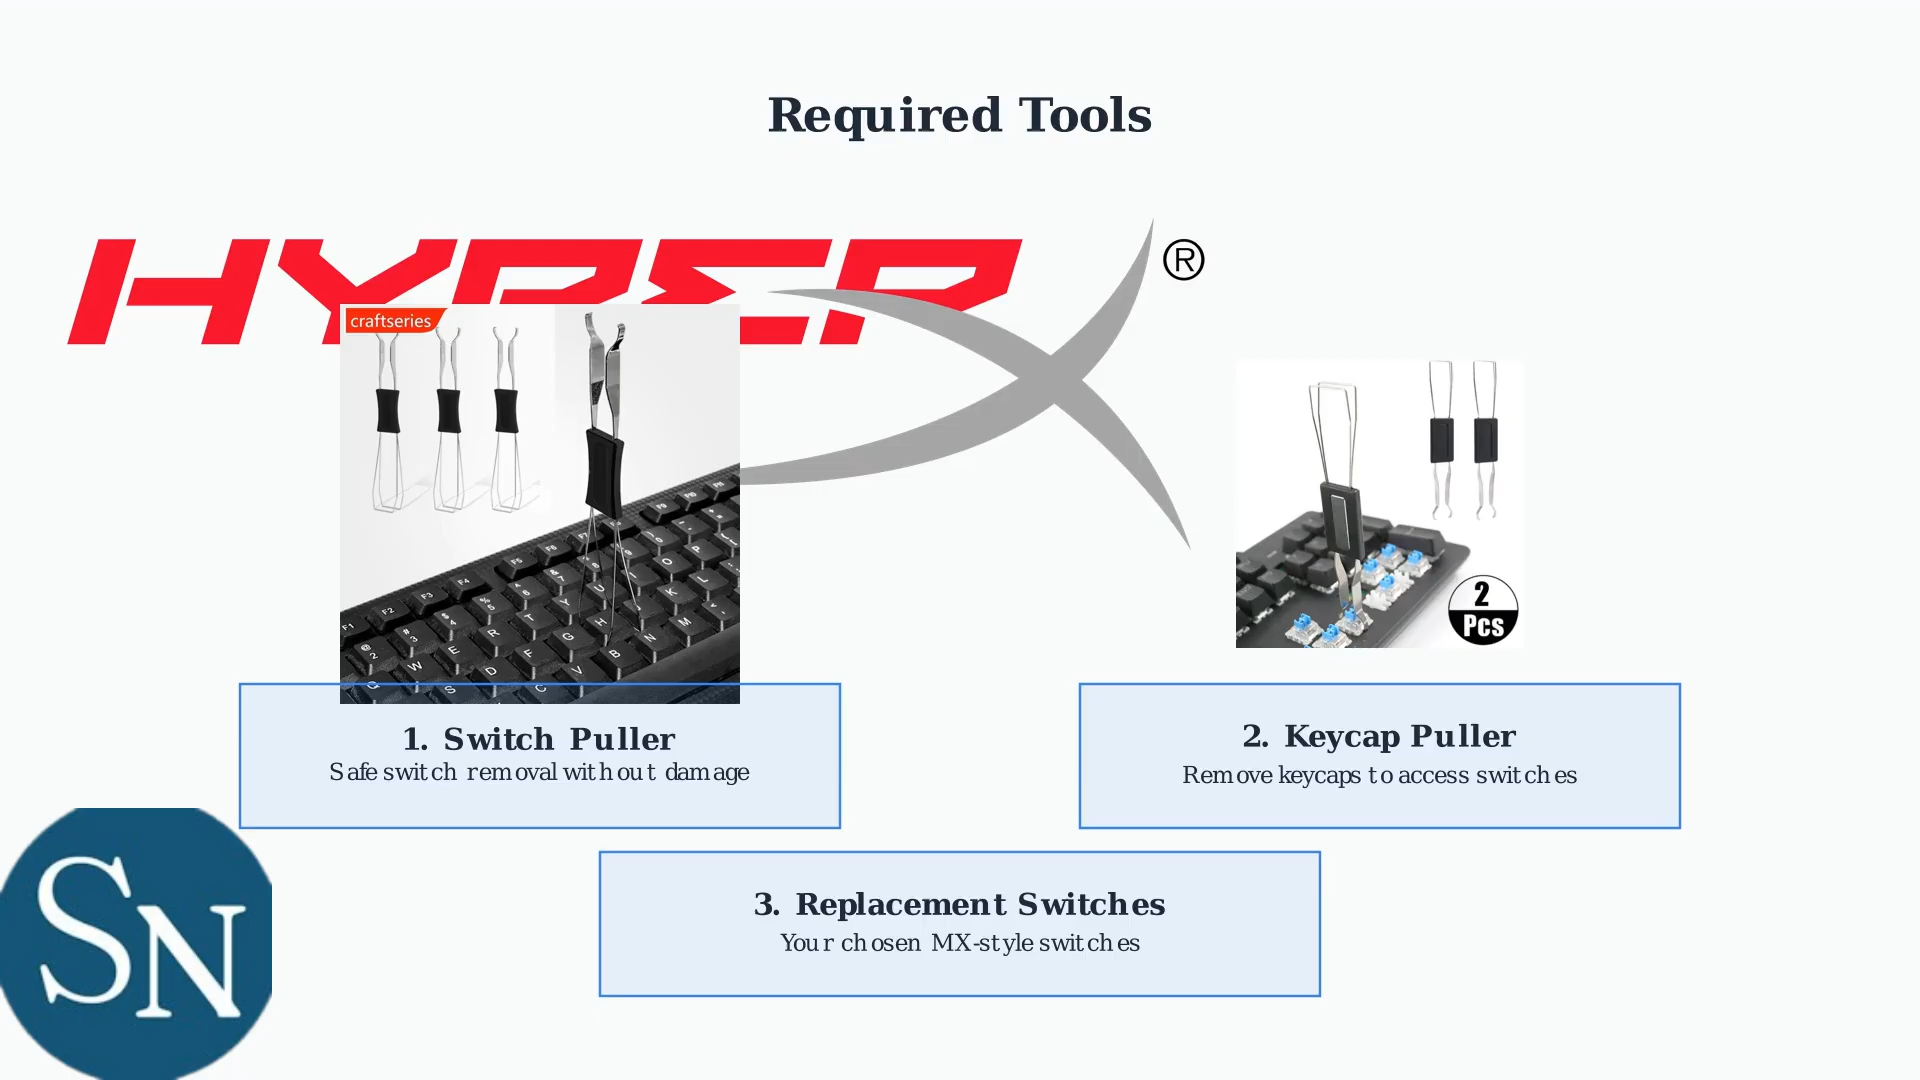 Required Tools
HYPERX®
craftseries
2
Pcs
1. Switch Puller
Safe switch removal without damage
2. Keycap Puller
Remove keycaps to access switches
3. Replacement Switches
Your chosen MX-style switches
SN